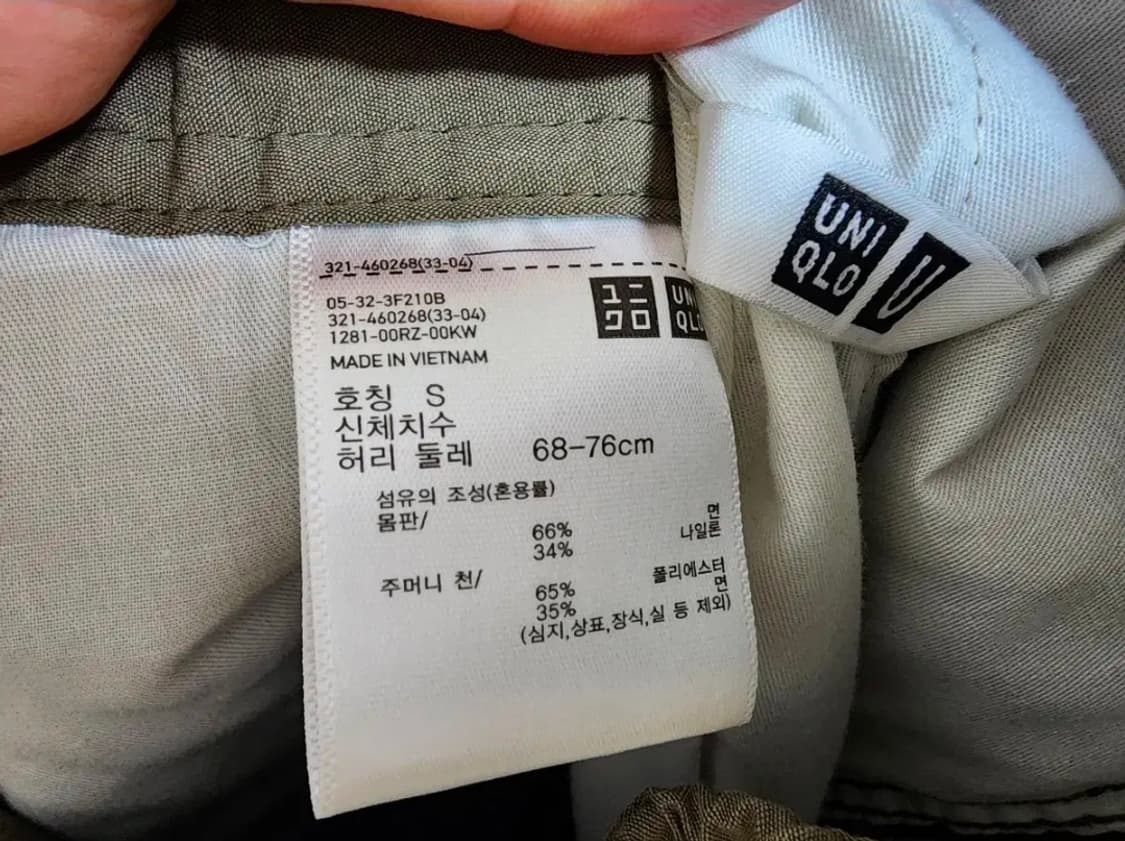 321-460268(33-04)
05-32-3F210B
321-460268(33-04)
1281-00RZ-00KW
MADE IN VIETNAM
ユニ
クロ
UNI
QLO
호칭 S
신체치수
허리 둘레 68-76cm
섬유의 조성(혼용률)
몸판/ 면
66% 나일론
34%
주머니 천/ 폴리에스터
65% 면
35%
(심지,상표,장식,실 등 제외)
UNI
QLO
U